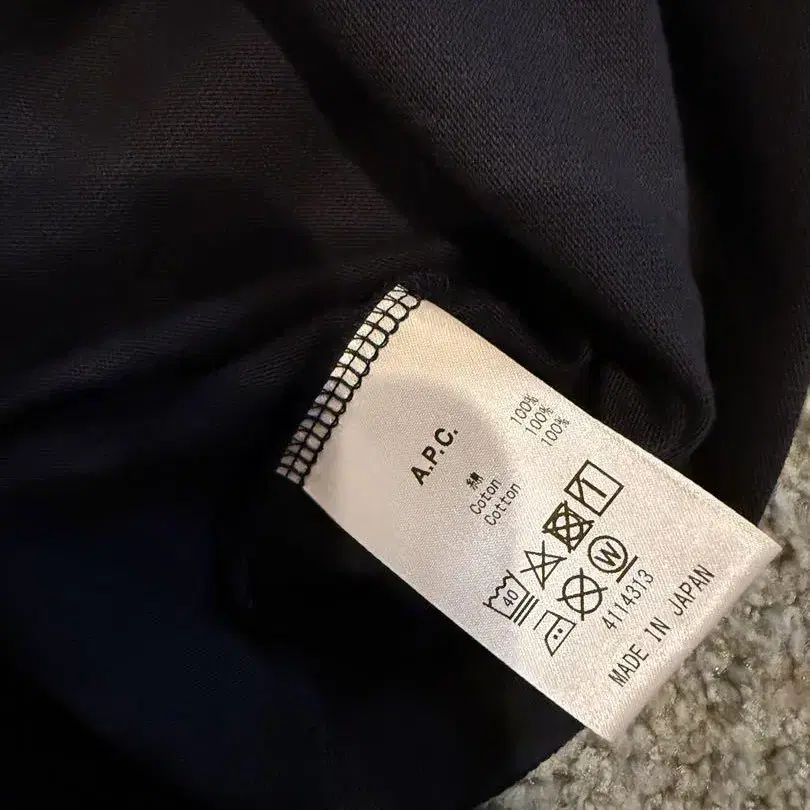 A.P.C.
綿 100%
Coton 100%
Cotton 100%
40
W
4114313
MADE IN JAPAN